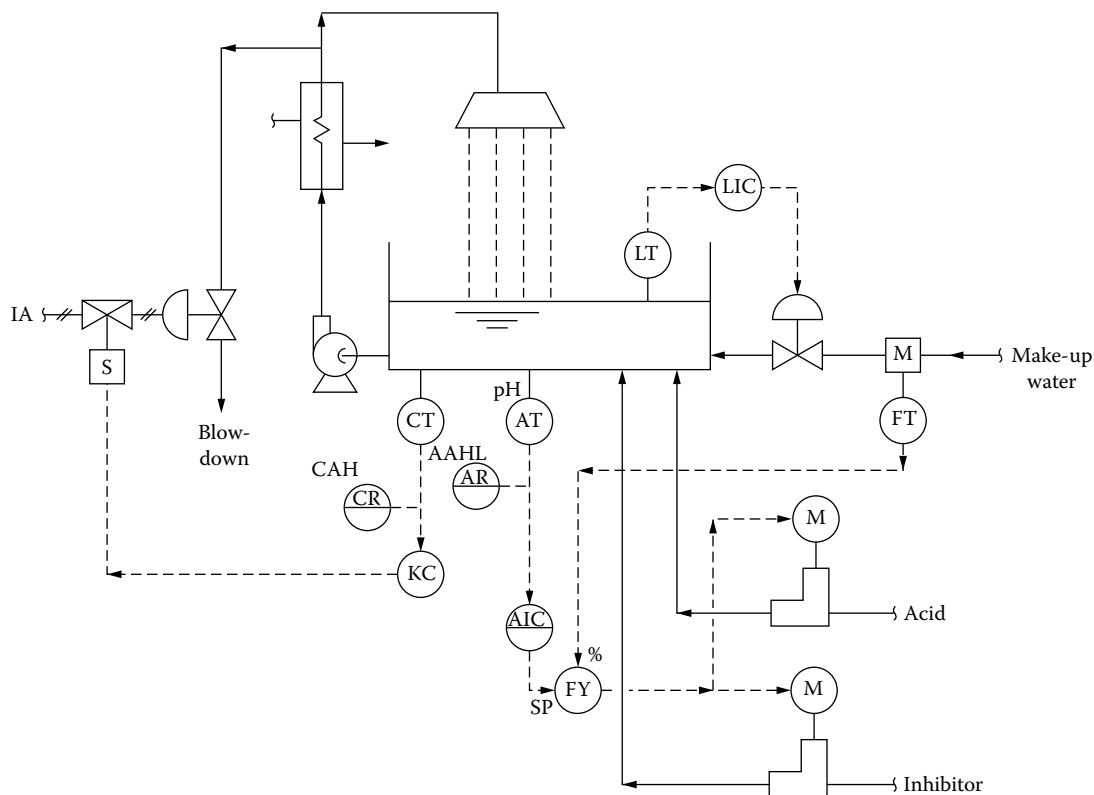 LIC
LT
IA
S
M
Make-up
water
pH
CT
AT
FT
Blow-
down
AAHL
CAH
AR
CR
M
KC
Acid
AIC
%
FY
M
SP
Inhibitor